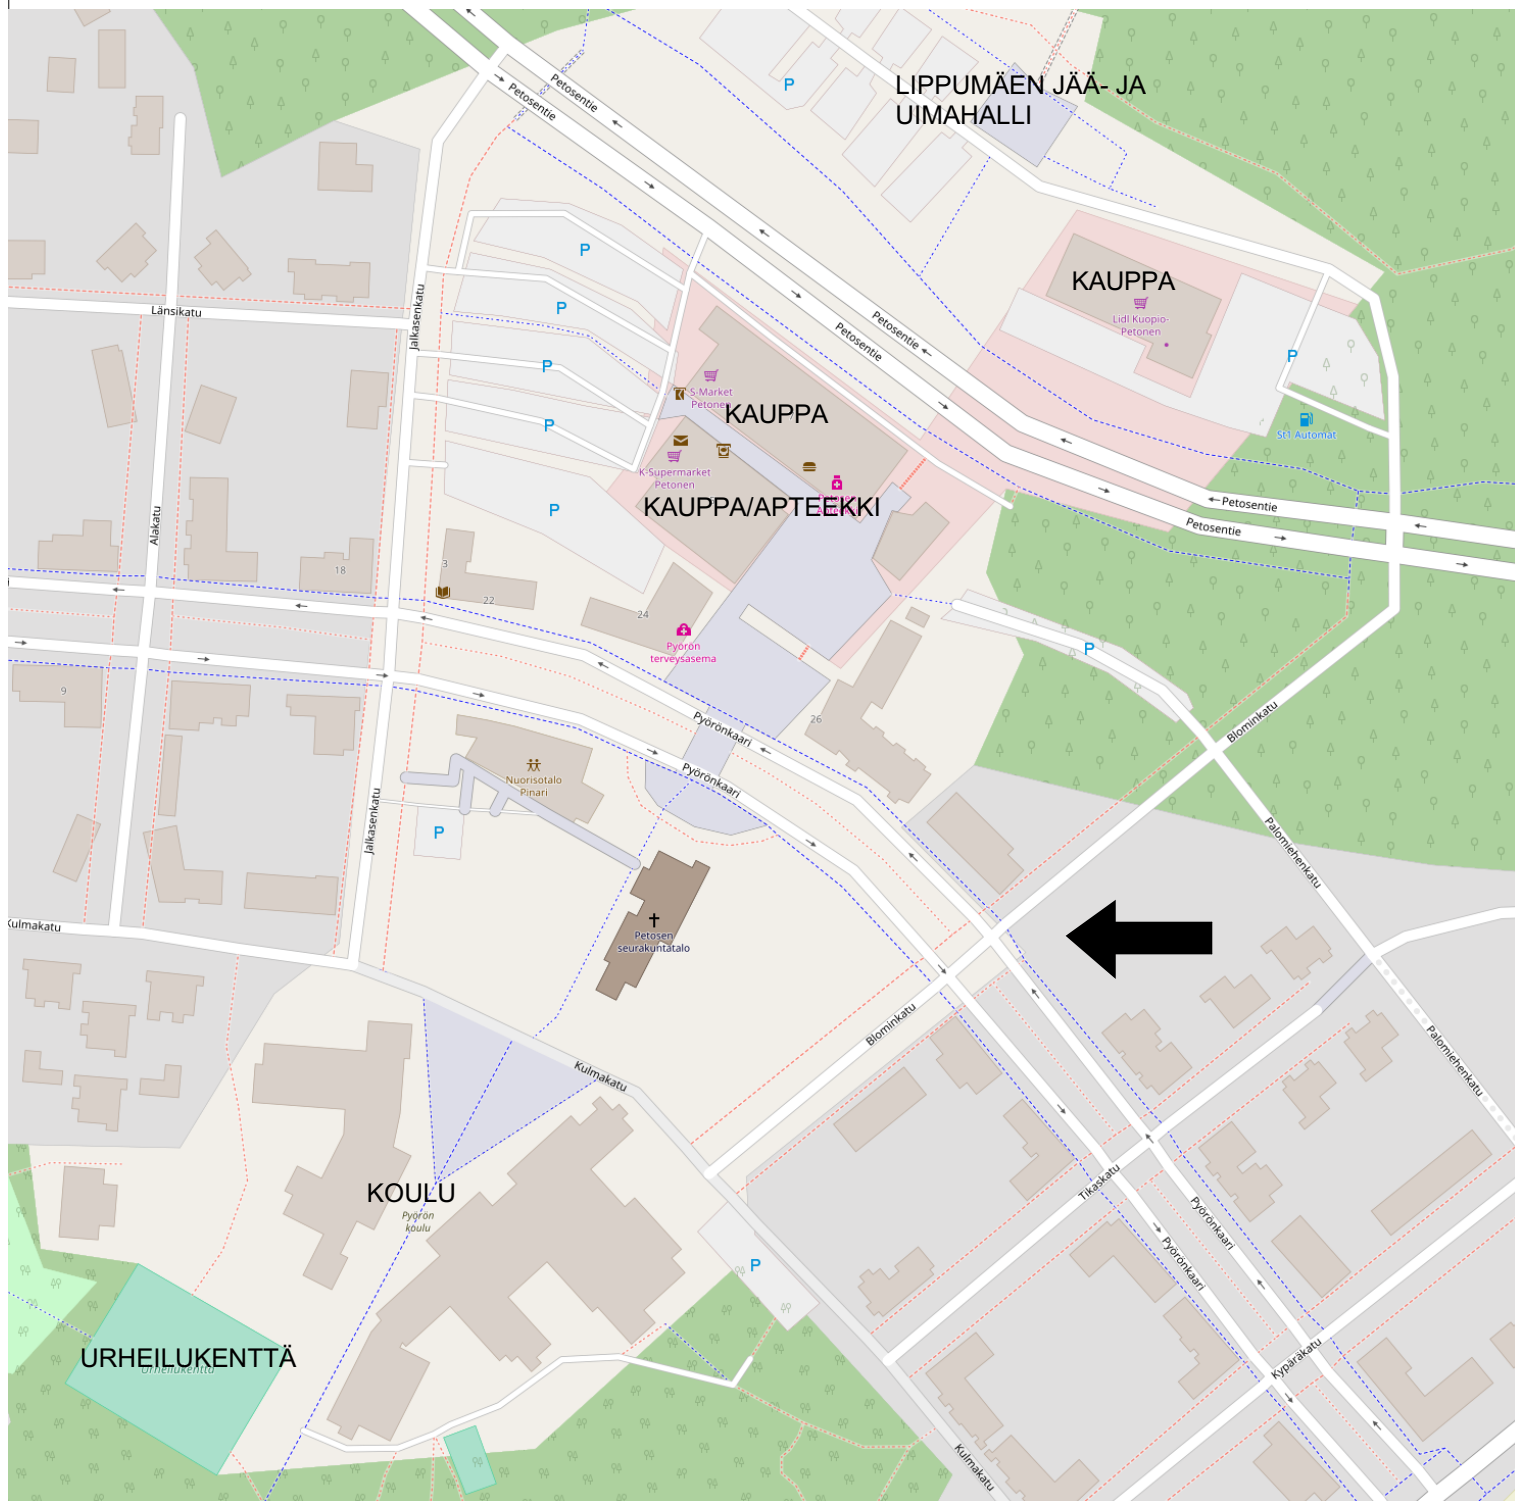 Petosentie
Petosentie
P
LIPPUMÄEN JÄÄ- JA
UIMAHALLI
P
KAUPPA
Lidl Kuopio-
Petonen
Länsikatu
Jalkasenkatu
P
Petosentie
Petosentie
P
P
S-Market
Petonen
KAUPPA
St1 Automat
P
K-Supermarket
Petonen
KAUPPA/APTEEKKI
P
Petosentie
Petosentie
Alakatu
18
3
22
24
Pyörön
terveysasema
P
9
26
Pyörönkaari
Blominkatu
Pyörönkaari
Nuorisotalo
Pinari
P
Jalkasenkatu
Palomiehenkatu
Kulmakatu
Petosen
seurakuntatalo
Blominkatu
Palomiehenkatu
Kulmakatu
KOULU
Pyörön
koulu
Tikaskatu
Pyörönkaari
Pyörönkaari
P
URHEILUKENTTÄ
Urheilukenttä
Kypäräkatu
Kulmakatu